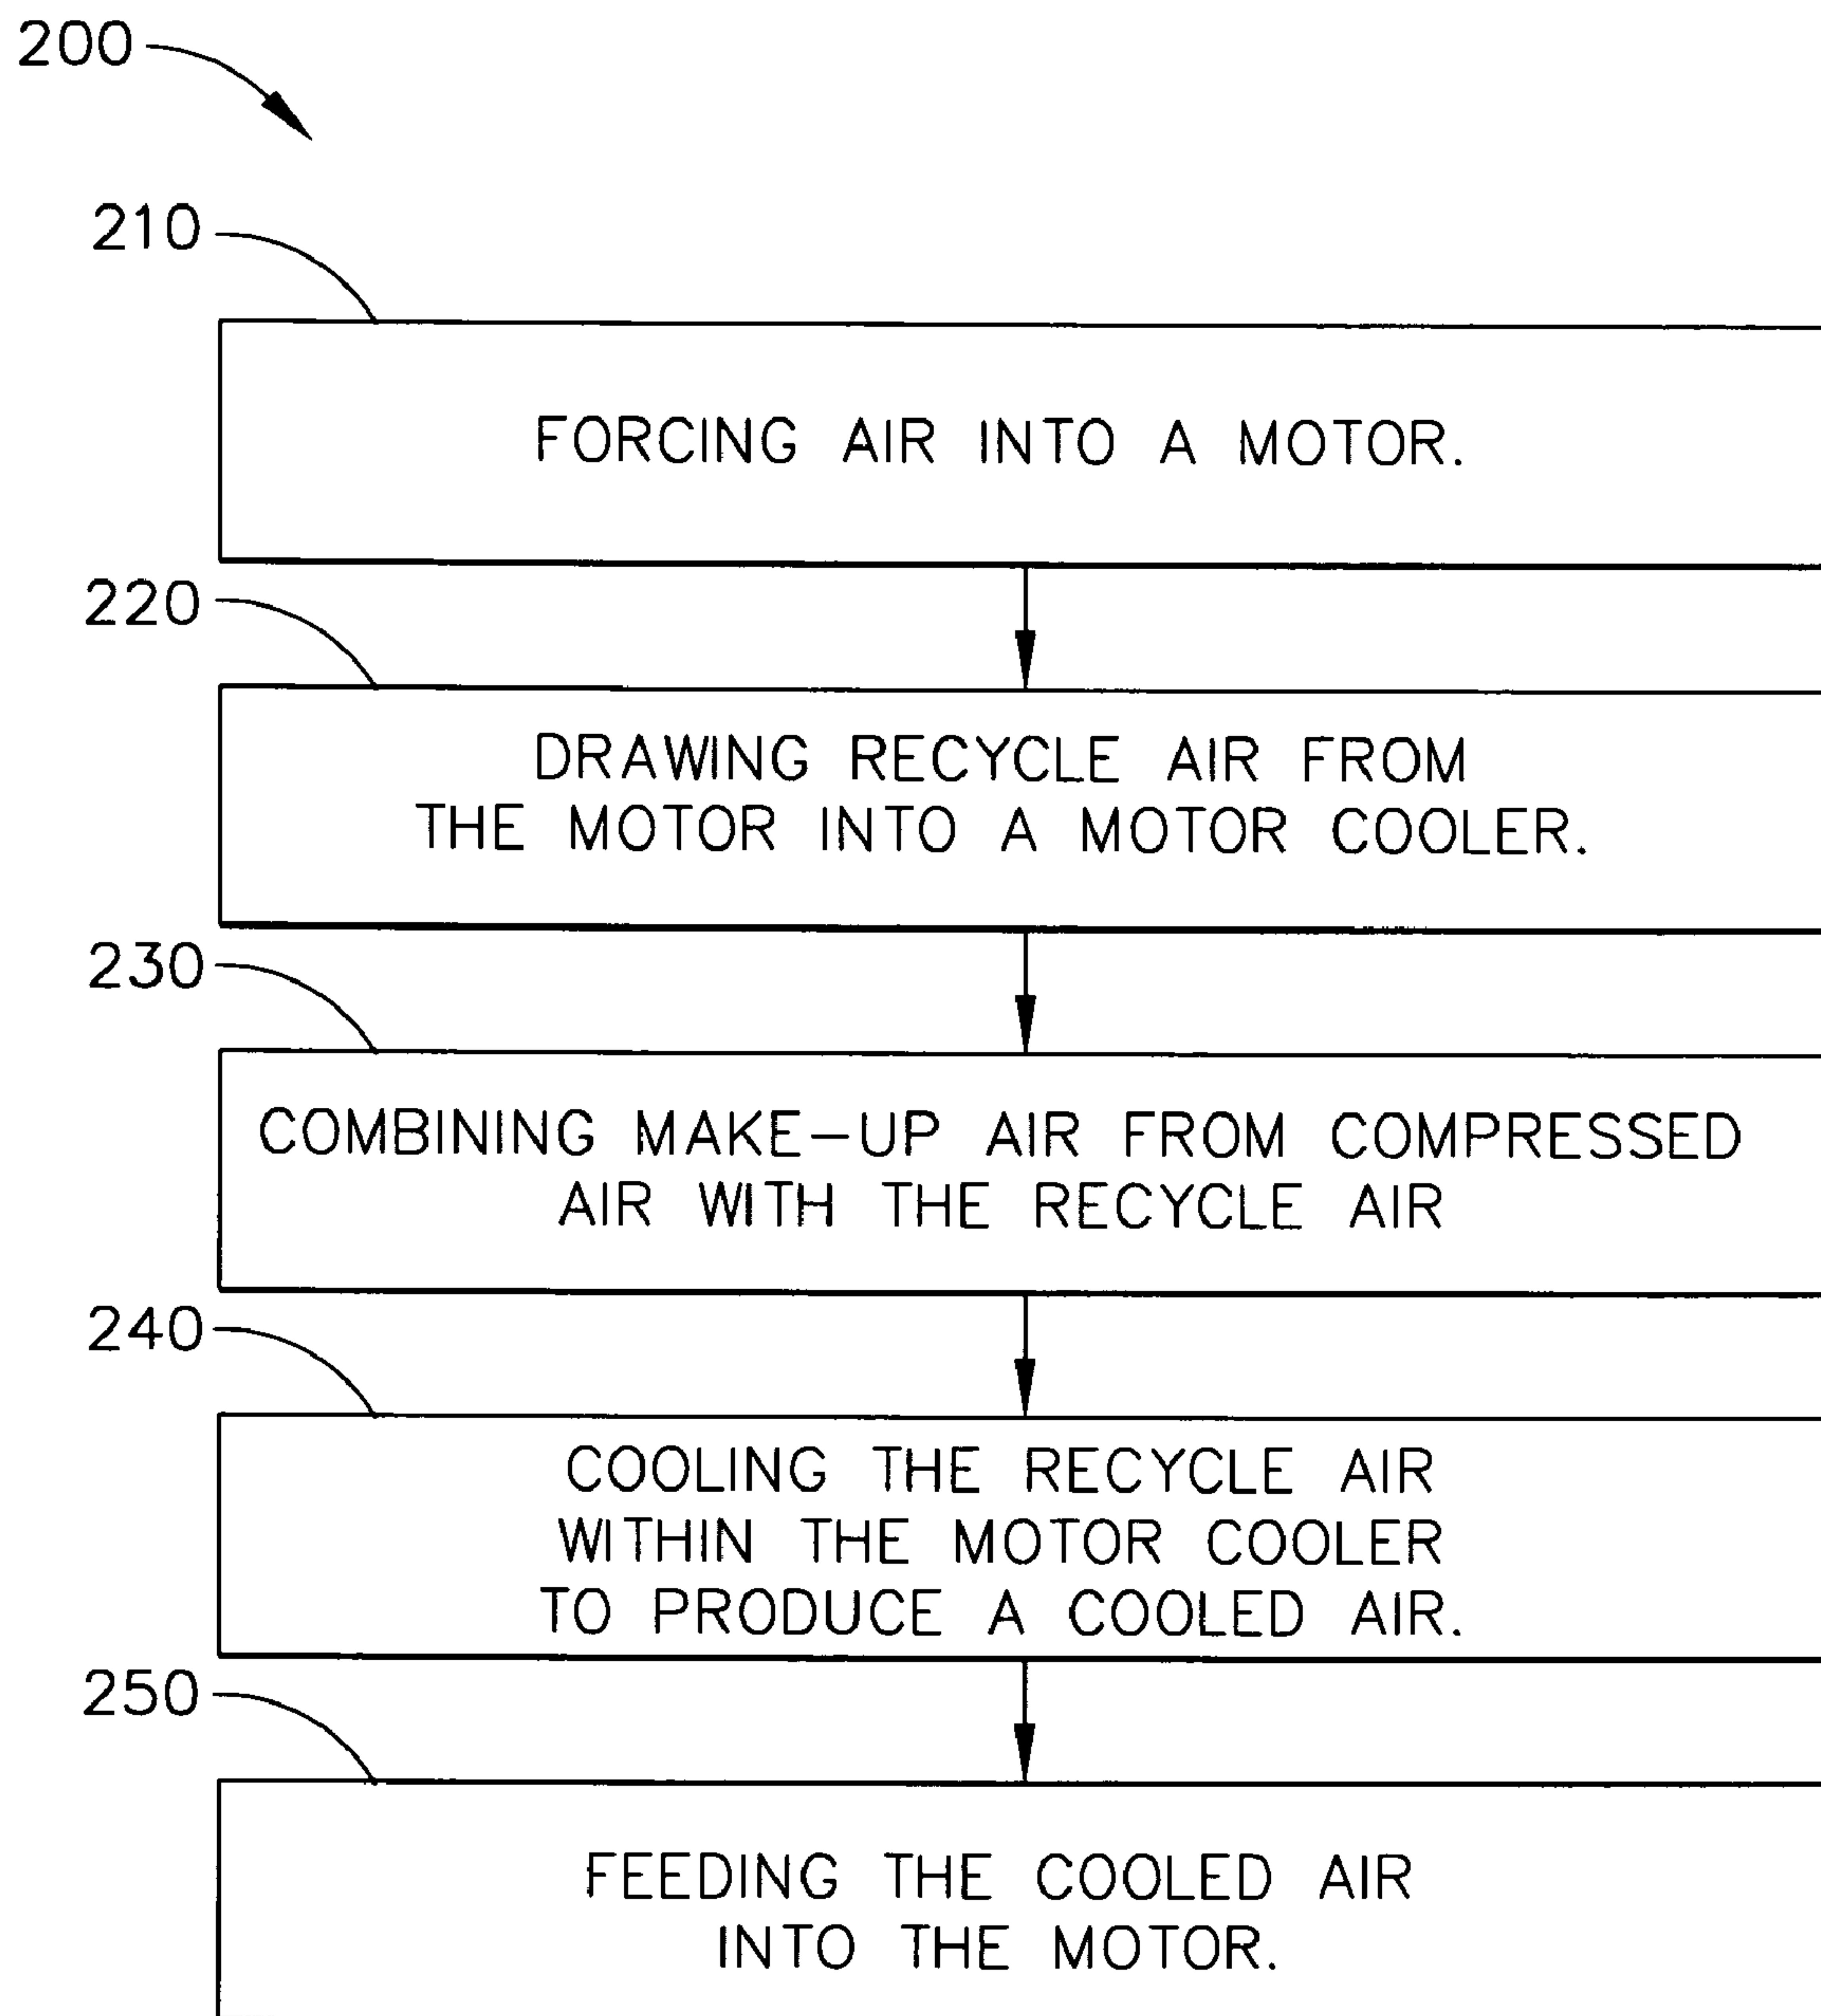 200
210
FORCING AIR INTO A MOTOR.
220
DRAWING RECYCLE AIR FROM
THE MOTOR INTO A MOTOR COOLER.
230
COMBINING MAKE-UP AIR FROM COMPRESSED
AIR WITH THE RECYCLE AIR
240
COOLING THE RECYCLE AIR
WITHIN THE MOTOR COOLER
TO PRODUCE A COOLED AIR.
250
FEEDING THE COOLED AIR
INTO THE MOTOR.